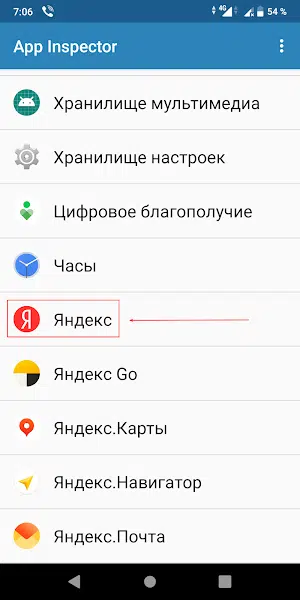 7:06 4G 54 %
App Inspector
Хранилище мультимедиа
Хранилище настроек
Цифровое благополучие
Часы
Я Яндекс
Яндекс Go
Яндекс.Карты
Яндекс.Навигатор
Яндекс.Почта